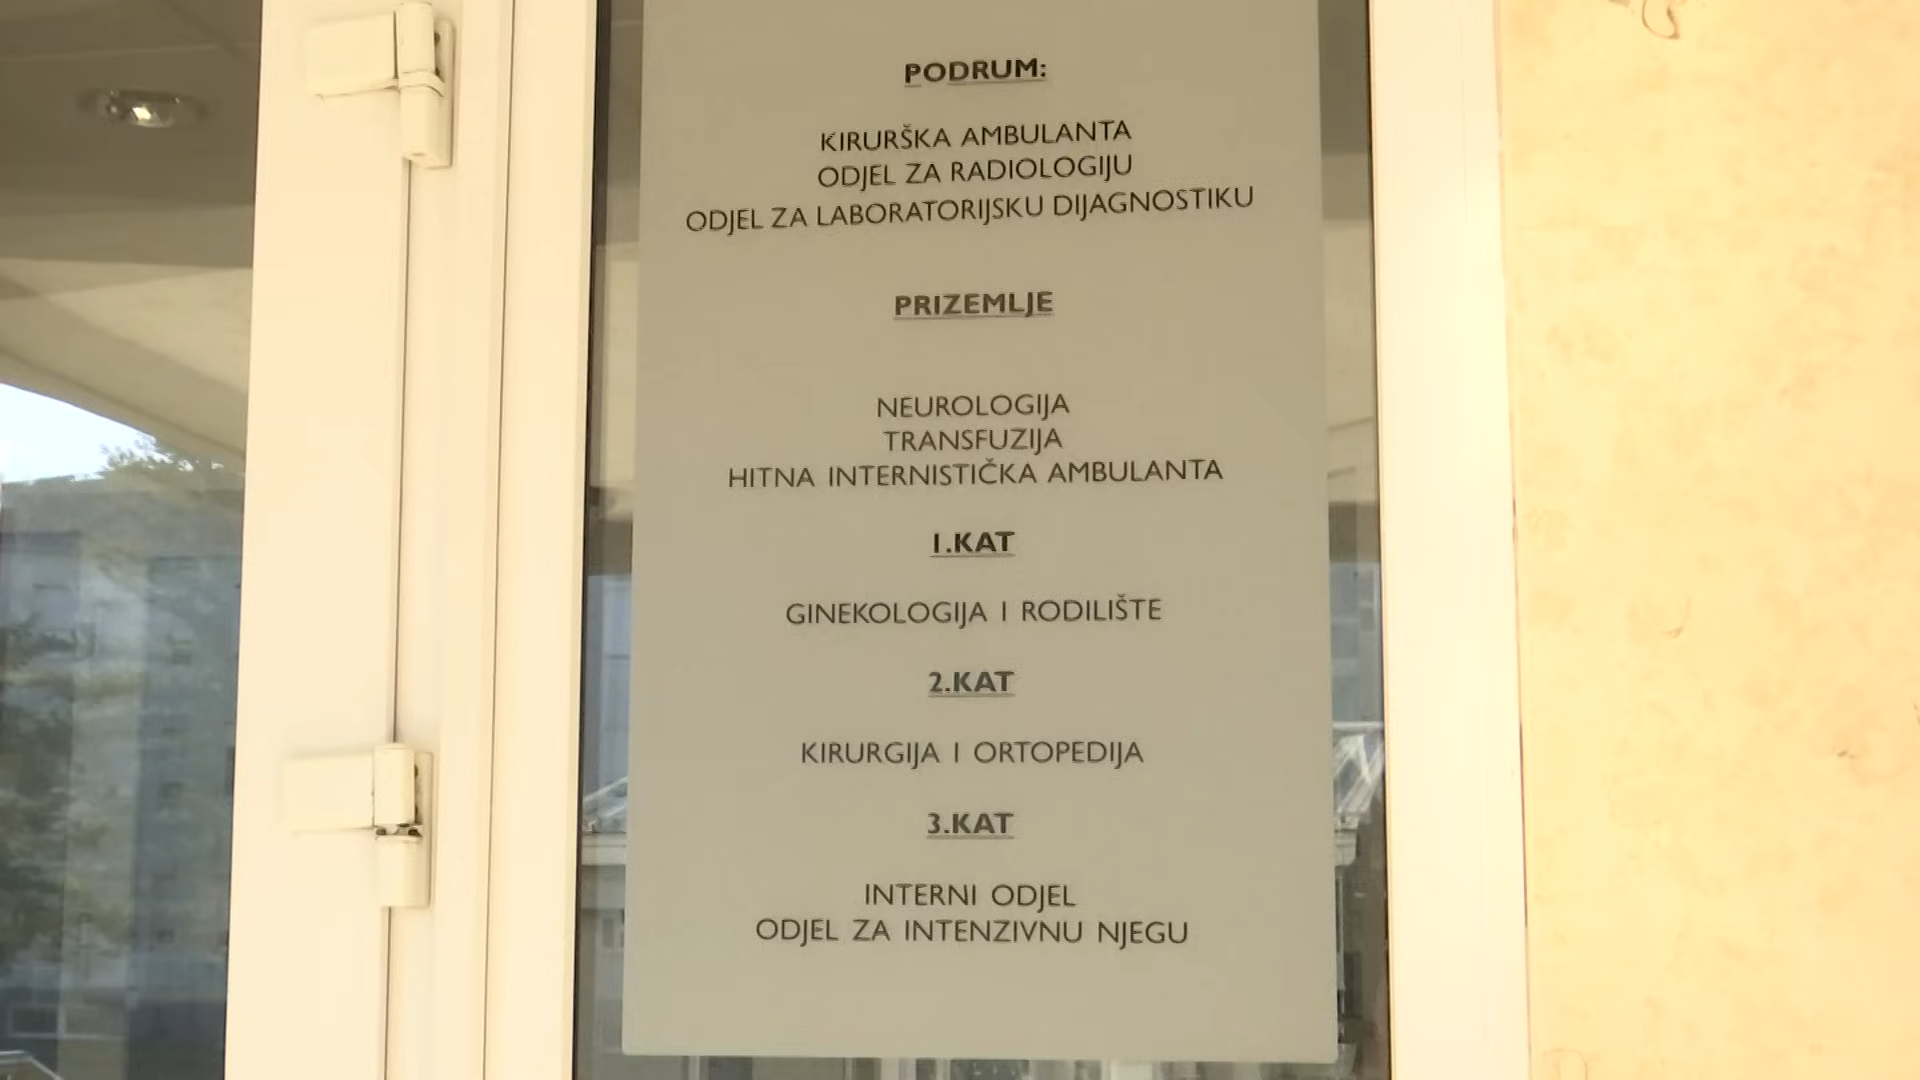 PODRUM:
KIRURŠKA AMBULANTA
ODJEL ZA RADIOLOGIJU
ODJEL ZA LABORATORIJSKU DIJAGNOSTIKU
PRIZEMLJE
NEUROLOGIJA
TRANSFUZIJA
HITNA INTERNISTIČKA AMBULANTA
1.KAT
GINEKOLOGIJA I RODILIŠTE
2.KAT
KIRURGIJA I ORTOPEDIJA
3.KAT
INTERNI ODJEL
ODJEL ZA INTENZIVNU NJEGU